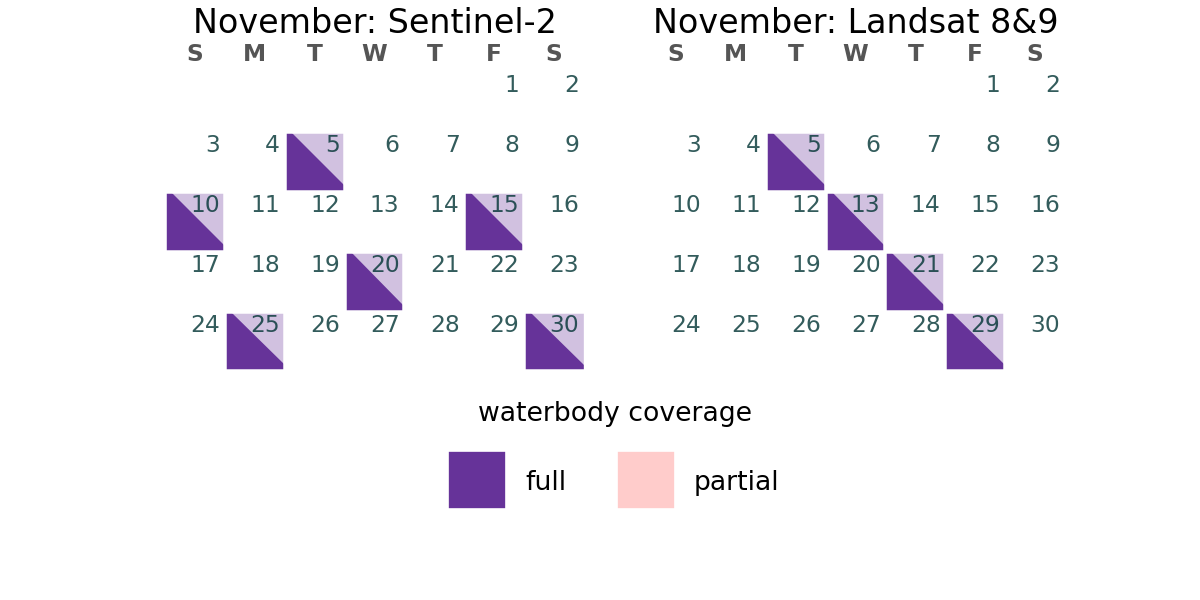 November: Sentinel-2
S M T W T F S
1 2
3 4 5 6 7 8 9
10 11 12 13 14 15 16
17 18 19 20 21 22 23
24 25 26 27 28 29 30
November: Landsat 8&9
S M T W T F S
1 2
3 4 5 6 7 8 9
10 11 12 13 14 15 16
17 18 19 20 21 22 23
24 25 26 27 28 29 30
waterbody coverage
full partial